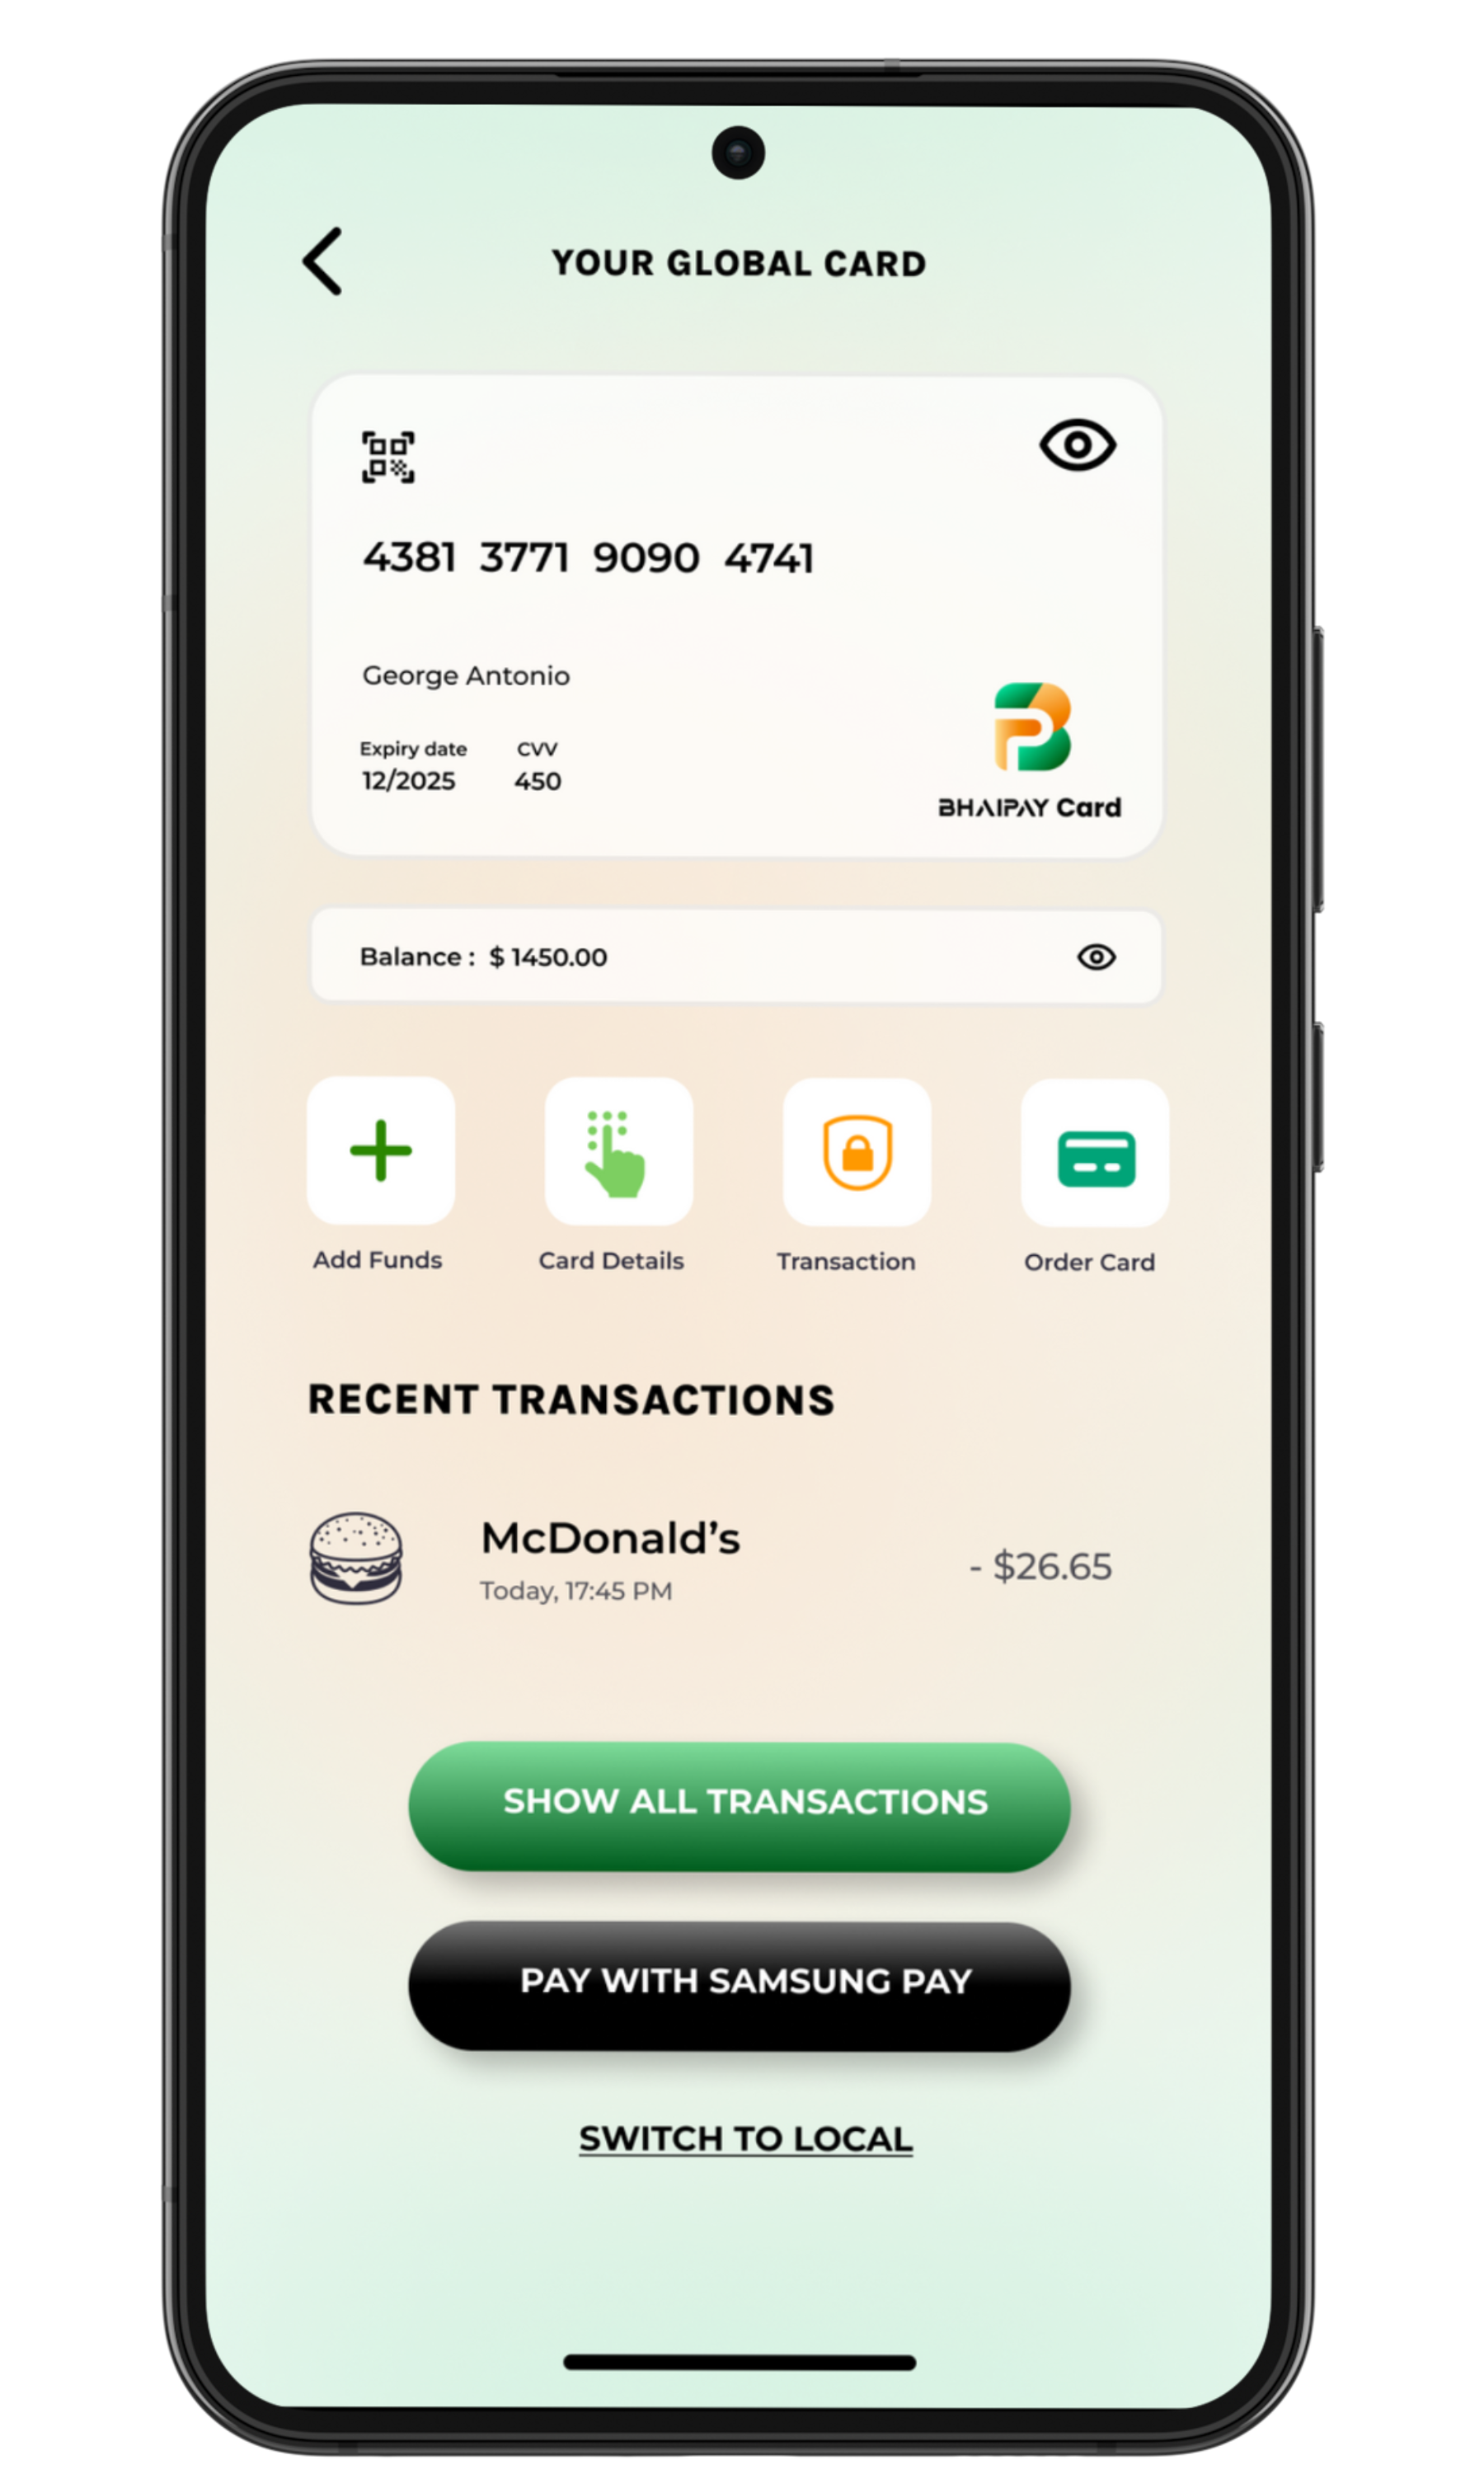 YOUR GLOBAL CARD
4381 3771 9090 4741
George Antonio
Expiry date CVV
12/2025 450
BHAIPAY Card
Balance : $ 1450.00
Add Funds Card Details Transaction Order Card
RECENT TRANSACTIONS
McDonald's
Today, 17:45 PM
- $26.65
SHOW ALL TRANSACTIONS
PAY WITH SAMSUNG PAY
SWITCH TO LOCAL